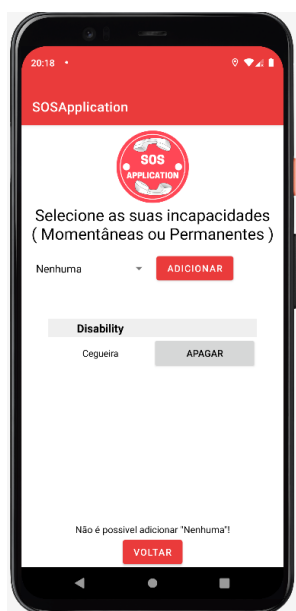 20:18
SOSApplication
SOS
APPLICATION
Selecione as suas incapacidades
( Momentâneas ou Permanentes )
Nenhuma
ADICIONAR
Disability
Cegueira
APAGAR
Não é possivel adicionar "Nenhuma"!
VOLTAR